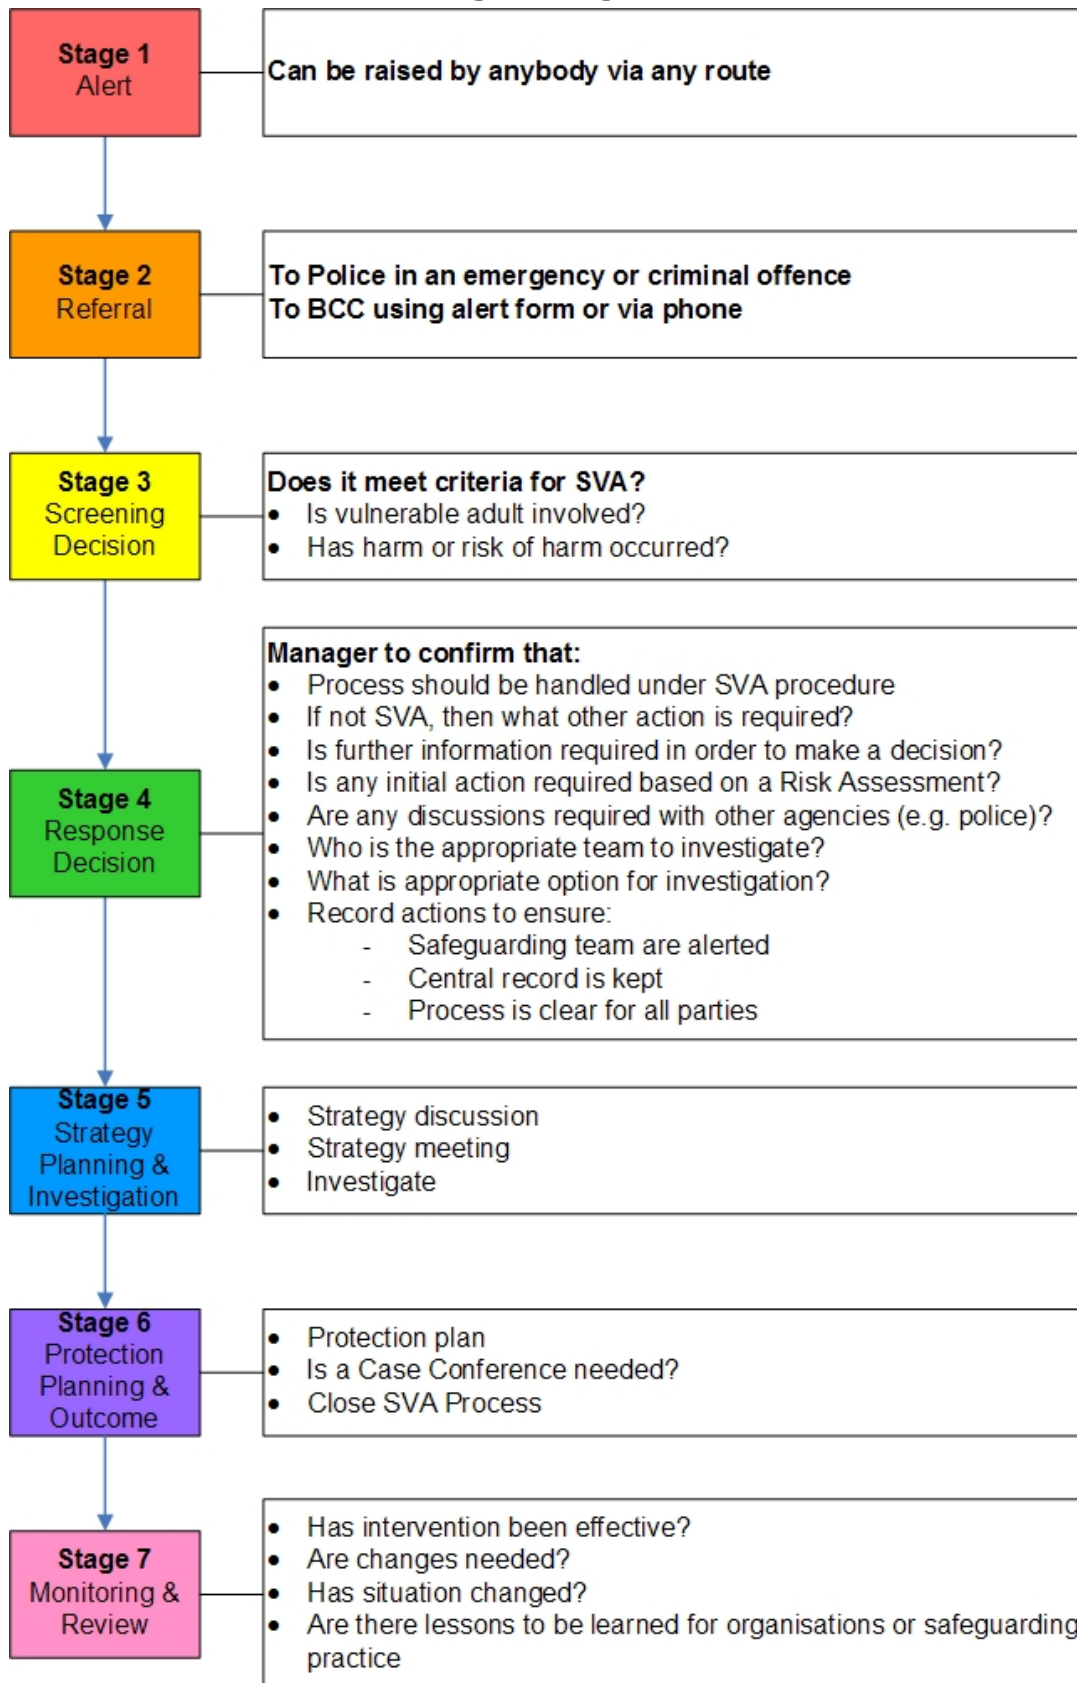 Stage 1
Alert
Can be raised by anybody via any route
Stage 2
Referral
To Police in an emergency or criminal offence
To BCC using alert form or via phone
Stage 3
Screening
Decision
Does it meet criteria for SVA?
• Is vulnerable adult involved?
• Has harm or risk of harm occurred?
Stage 4
Response
Decision
Manager to confirm that:
• Process should be handled under SVA procedure
• If not SVA, then what other action is required?
• Is further information required in order to make a decision?
• Is any initial action required based on a Risk Assessment?
• Are any discussions required with other agencies (e.g. police)?
• Who is the appropriate team to investigate?
• What is appropriate option for investigation?
• Record actions to ensure:
- Safeguarding team are alerted
- Central record is kept
- Process is clear for all parties
Stage 5
Strategy
Planning &
Investigation
• Strategy discussion
• Strategy meeting
• Investigate
Stage 6
Protection
Planning &
Outcome
• Protection plan
• Is a Case Conference needed?
• Close SVA Process
Stage 7
Monitoring &
Review
• Has intervention been effective?
• Are changes needed?
• Has situation changed?
• Are there lessons to be learned for organisations or safeguarding
practice